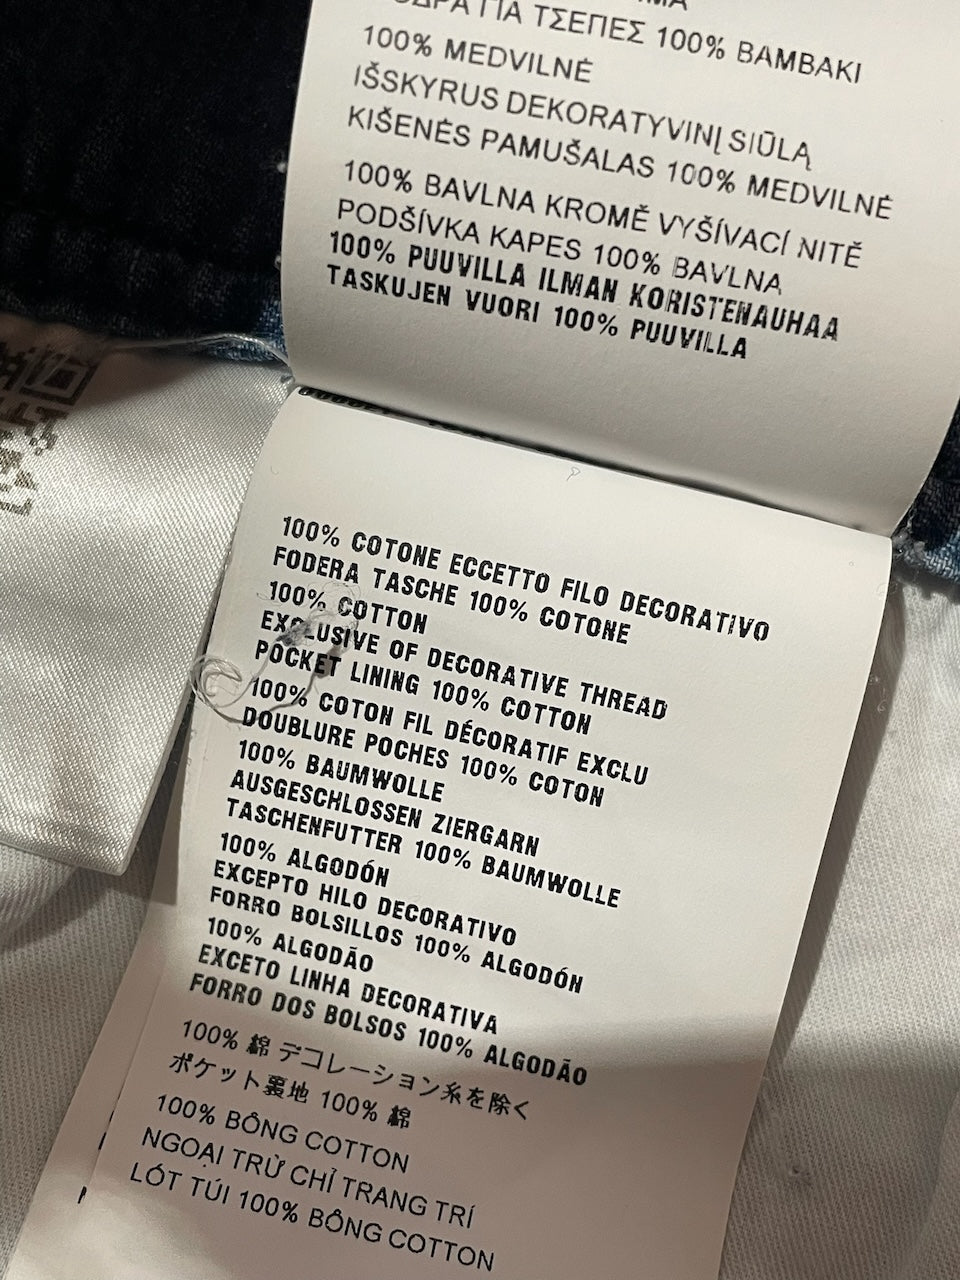 ΤΣΕΠΕΣ 100% ΒΑΜΒΑΚΙ
100% MEDVILNĖ
IŠSKYRUS DEKORATYVINĮ SIŪLĄ
KIŠENĖS PAMUŠALAS 100% MEDVILNĖ
100% BAVLNA KROMĚ VYŠÍVACÍ NITĚ
PODŠÍVKA KAPES 100% BAVLNA
100% PUUVILLA ILMAN KORISTENAUHAA
TASKUJEN VUORI 100% PUUVILLA
100% COTONE ECCETTO FILO DECORATIVO
FODERA TASCHE 100% COTONE
100% COTTON
EXCLUSIVE OF DECORATIVE THREAD
POCKET LINING 100% COTTON
100% COTON FIL DÉCORATIF EXCLU
DOUBLURE POCHES 100% COTON
100% BAUMWOLLE
AUSGESCHLOSSEN ZIERGARN
TASCHENFUTTER 100% BAUMWOLLE
100% ALGODÓN
EXCEPTO HILO DECORATIVO
FORRO BOLSILLOS 100% ALGODÓN
100% ALGODÃO
EXCETO LINHA DECORATIVA
FORRO DOS BOLSOS 100% ALGODÃO
100% 綿 デコレーション糸を除く
ポケット裏地 100% 綿
100% BÔNG COTTON
NGOẠI TRỪ CHỈ TRANG TRÍ
LÓT TÚI 100% BÔNG COTTON